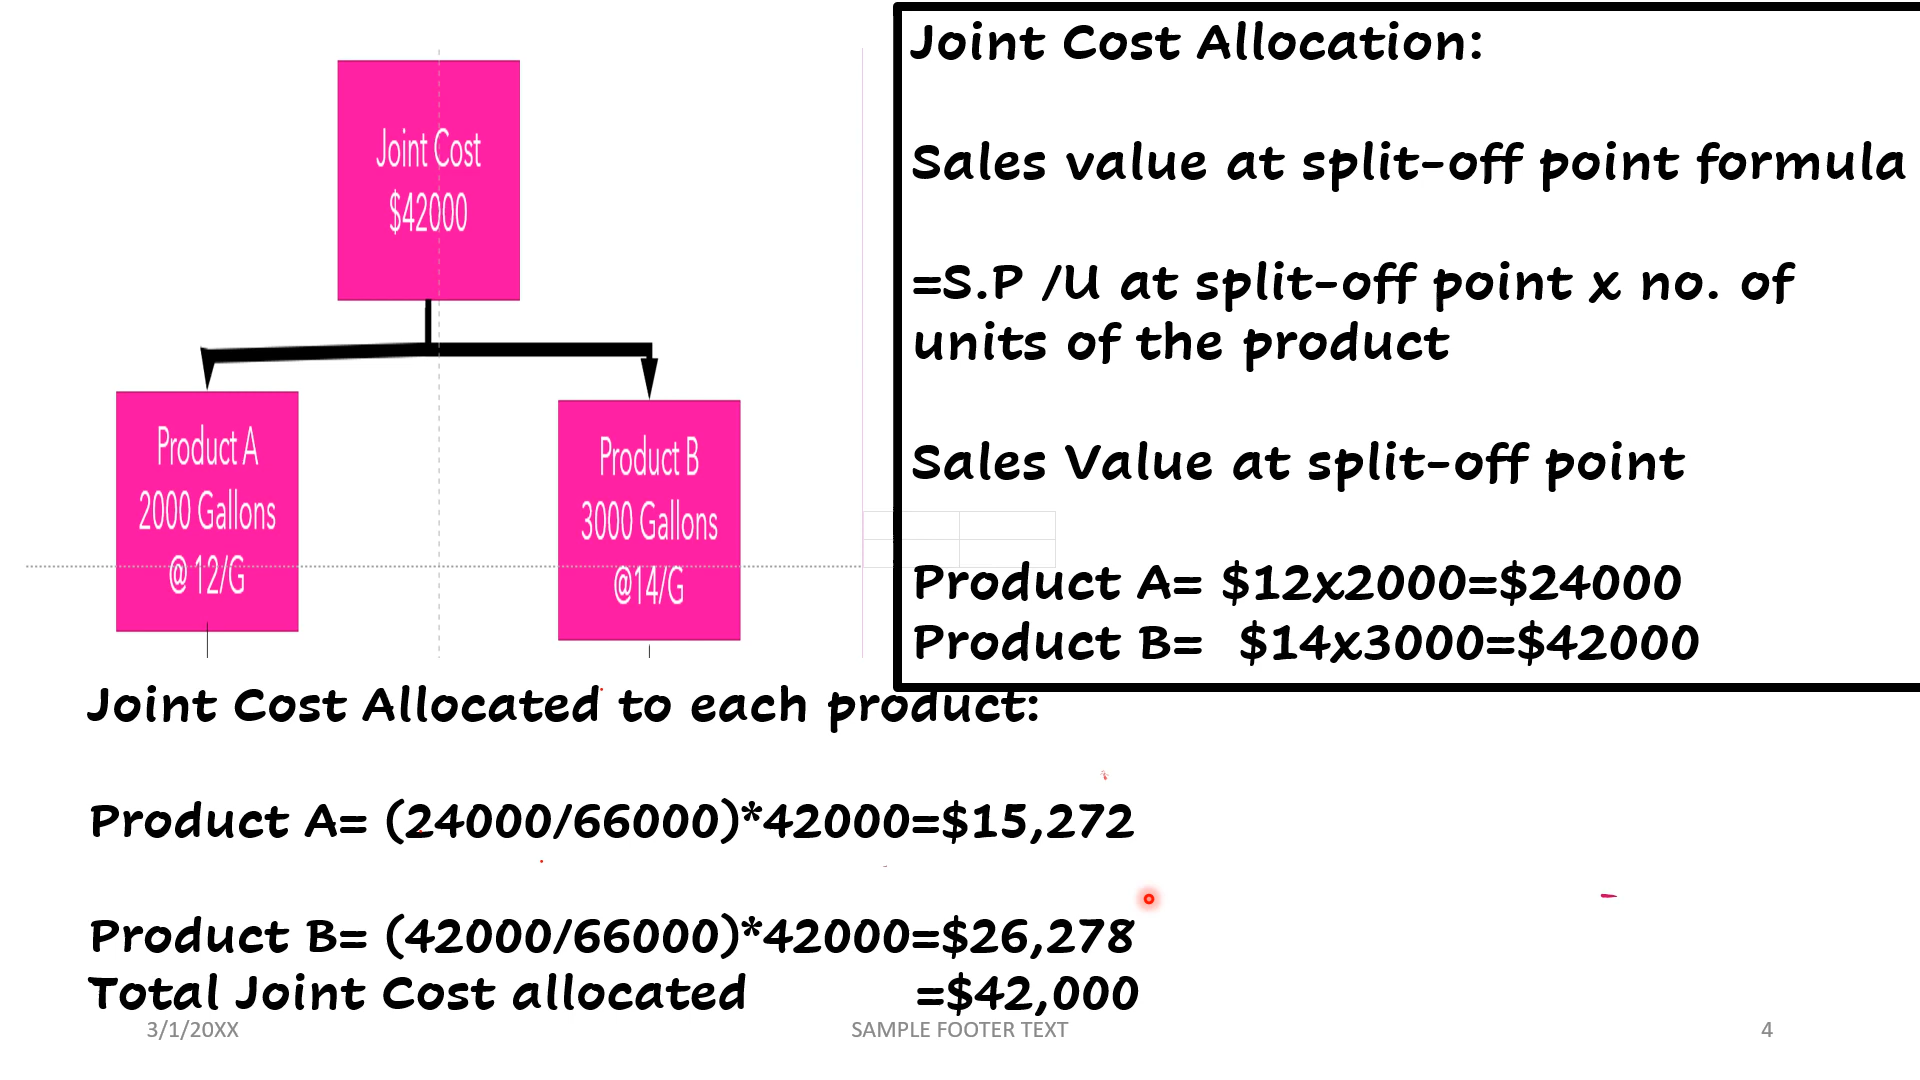 Joint Cost
$42000
Product A
2000 Gallons
@ 12/G
Product B
3000 Gallons
@14/G
Joint Cost Allocation:
Sales value at split-off point formula
=S.P /U at split-off point x no. of
units of the product
Sales Value at split-off point
Product A= $12x2000=$24000
Product B= $14x3000=$42000
Joint Cost Allocated to each product:
Product A= (24000/66000)*42000=$15,272
Product B= (42000/66000)*42000=$26,278
Total Joint Cost allocated =$42,000
3/1/20XX
SAMPLE FOOTER TEXT
4